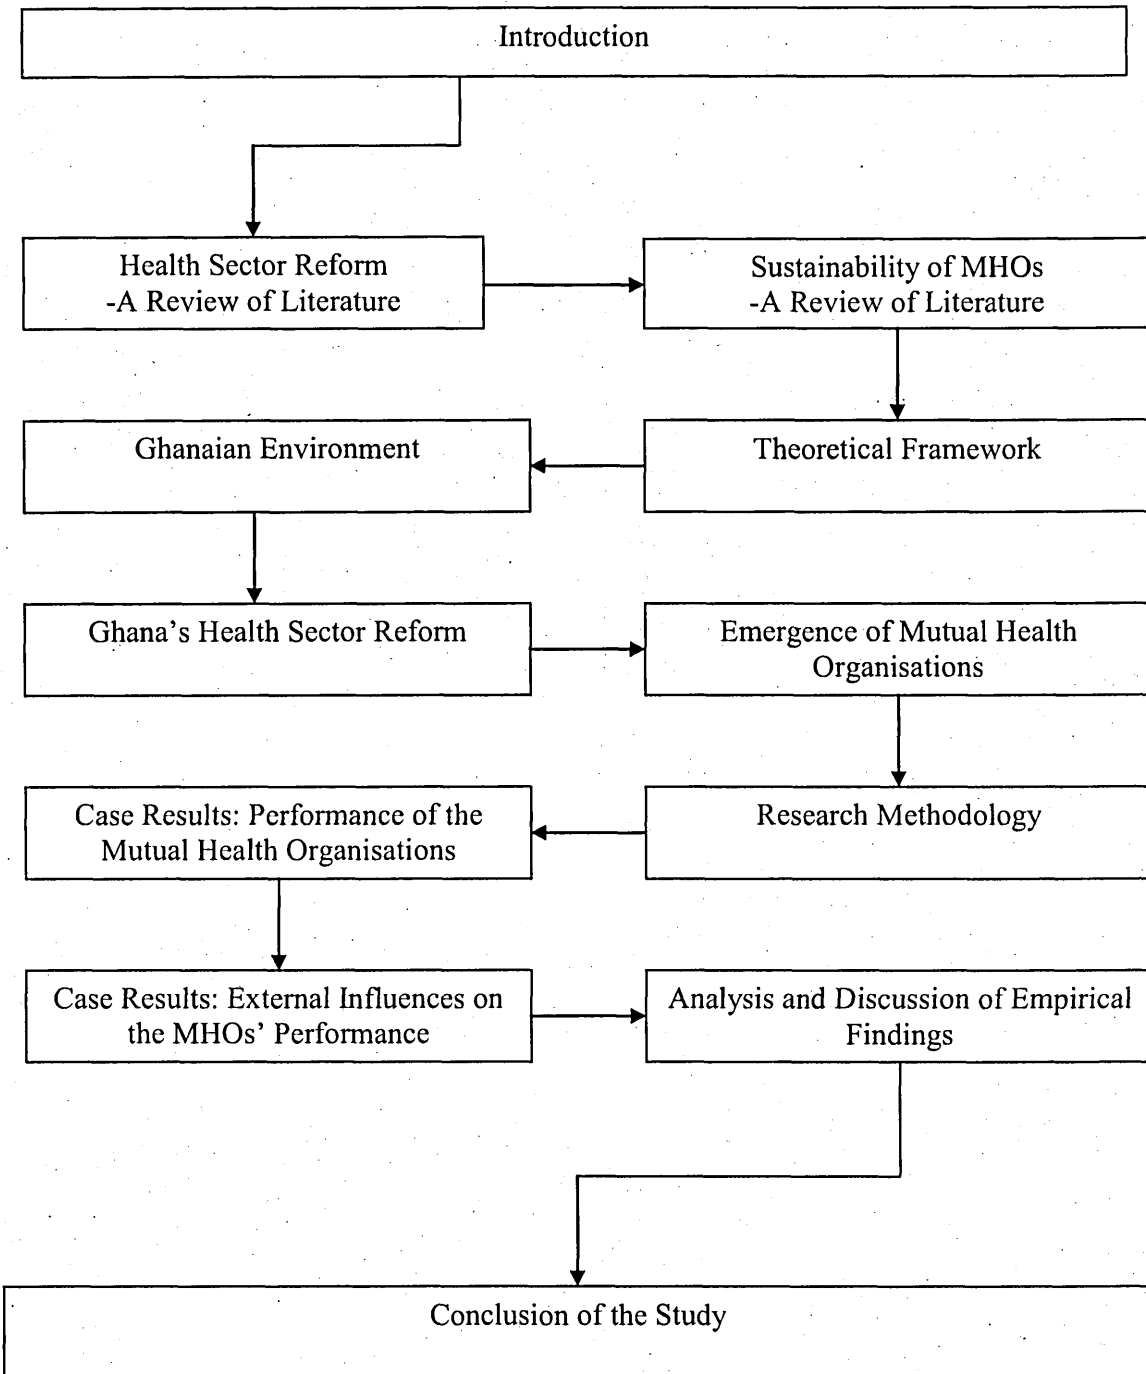 Introduction
Health Sector Reform
-A Review of Literature
Sustainability of MHOs
-A Review of Literature
Theoretical Framework
Ghanaian Environment
Ghana's Health Sector Reform
Emergence of Mutual Health
Organisations
Research Methodology
Case Results: Performance of the
Mutual Health Organisations
Case Results: External Influences on
the MHOs' Performance
Analysis and Discussion of Empirical
Findings
Conclusion of the Study